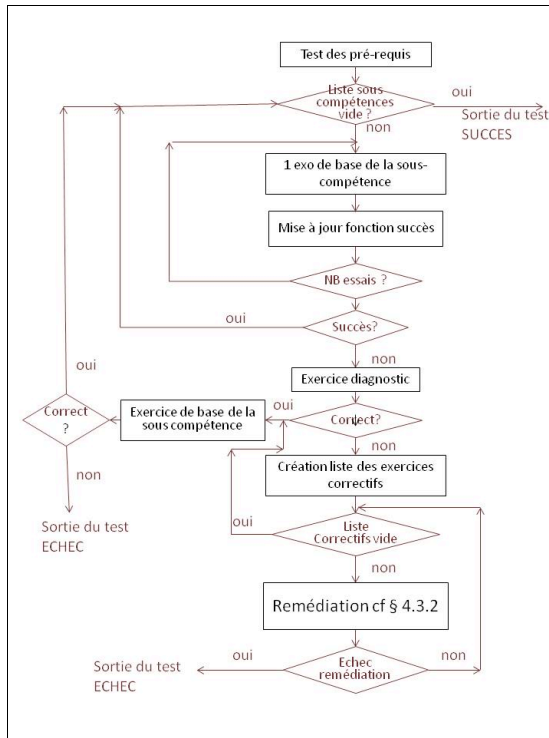 Test des pré-requis
Liste sous
compétences
vide ?
oui
Sortie du test
SUCCES
non
1 exo de base de la sous-
compétence
Mise à jour fonction succès
NB essais ?
oui
Succès?
non
Exercice diagnostic
oui
Correct
?
Exercice de base de la
sous compétence
oui
Correct?
non
non
Création liste des exercices
correctifs
Sortie du test
ECHEC
oui
Liste
Correctifs vide
non
Remédiation cf § 4.3.2
Sortie du test
ECHEC
oui
Echec
remédiation
non